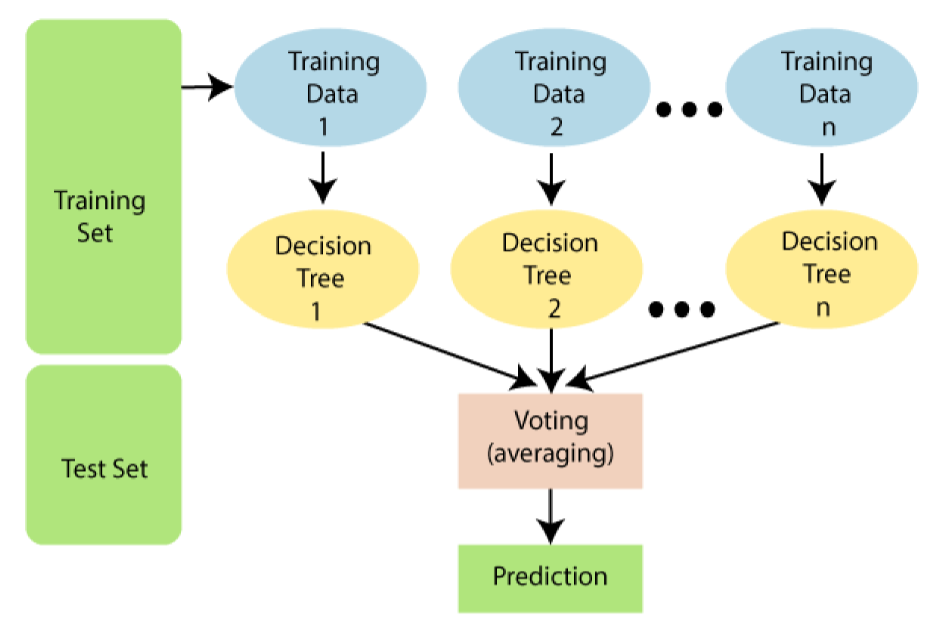 Training
Set
Training
Data
1
Training
Data
2
Training
Data
n
Decision
Tree
1
Decision
Tree
2
Decision
Tree
n
Test Set
Voting
(averaging)
Prediction